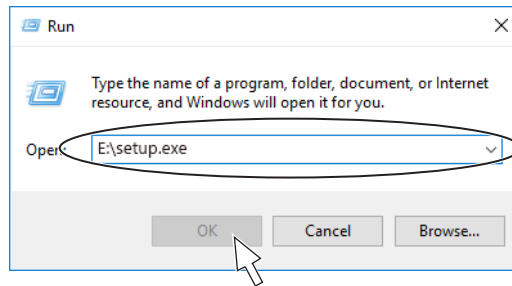 Run
Type the name of a program, folder, document, or Internet
resource, and Windows will open it for you.
Open:
E:\setup.exe
OK
Cancel
Browse...